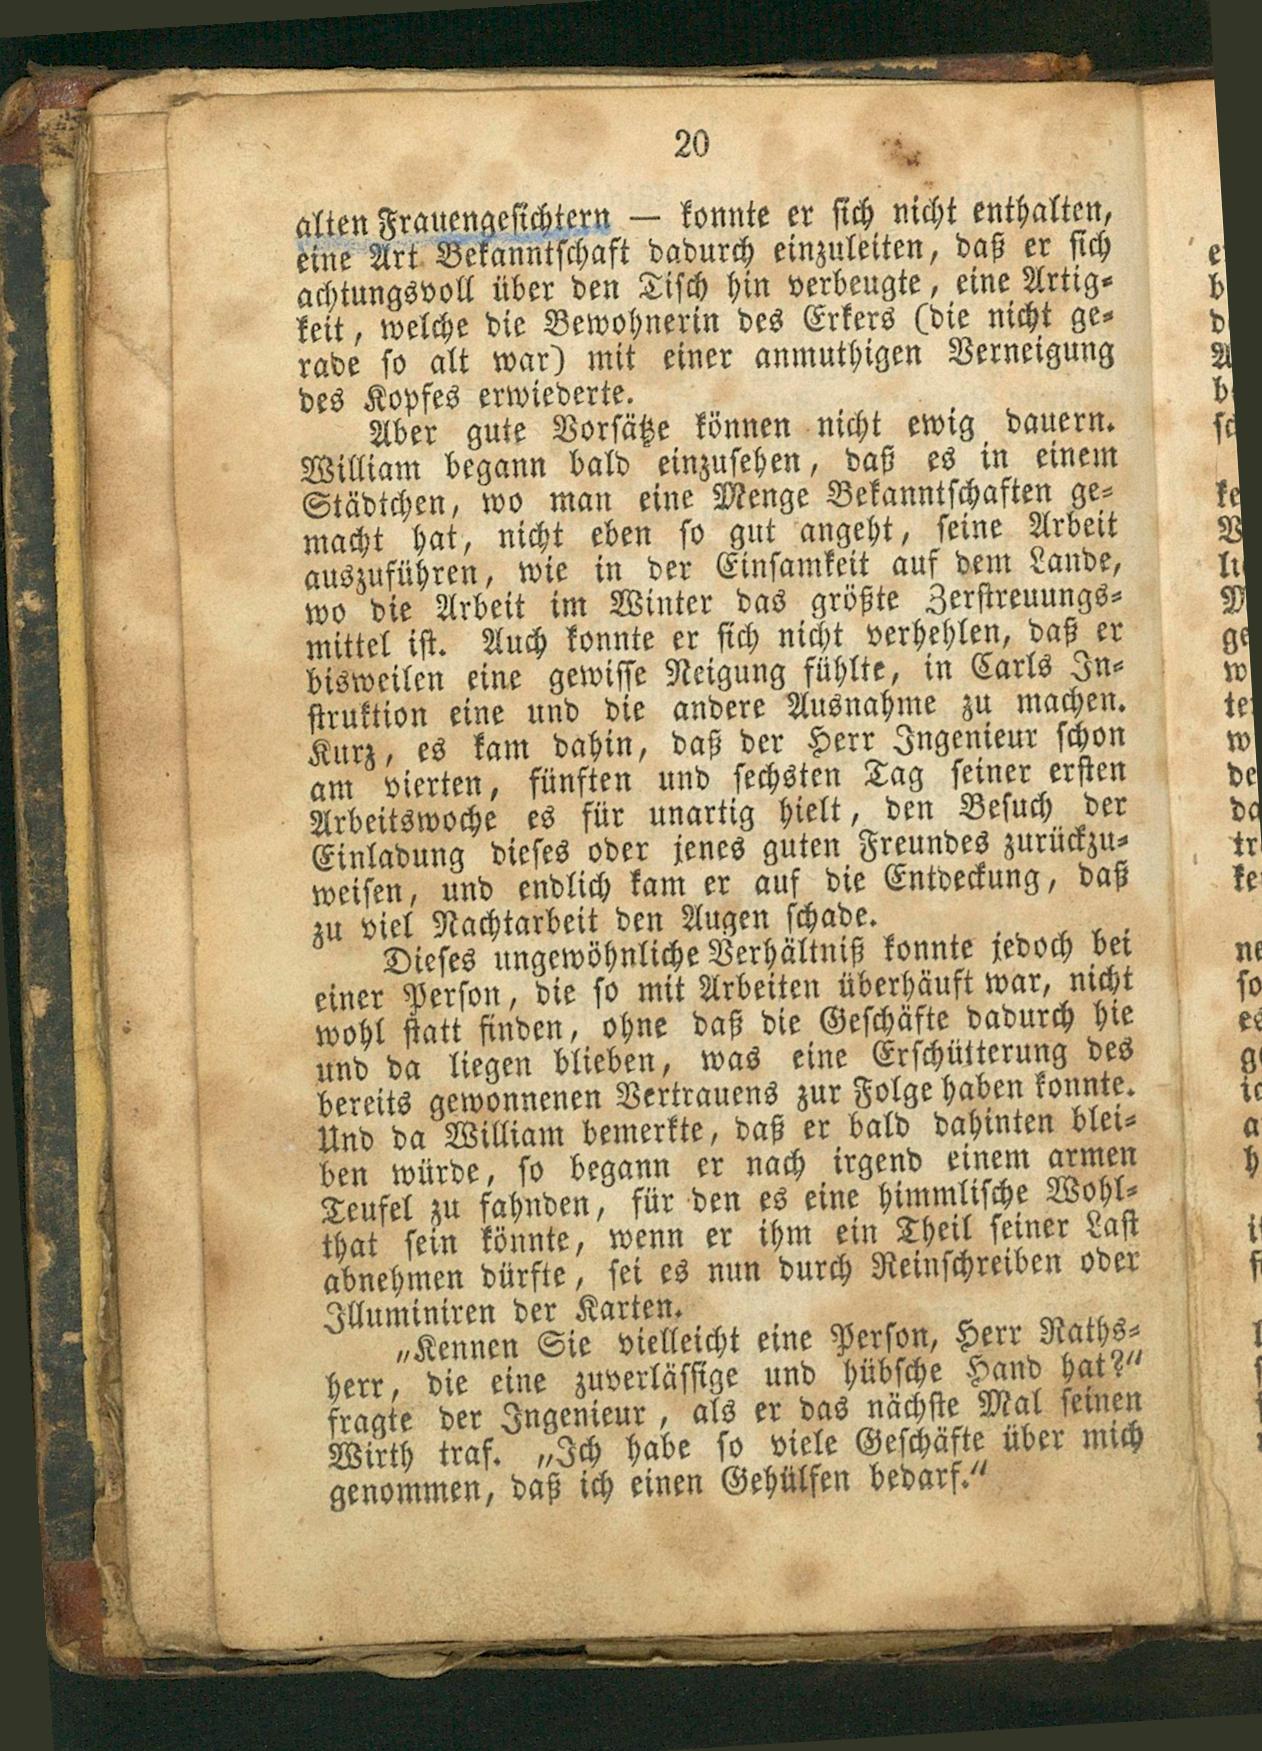 20
alten Frauengesichtern — konnte er sich nicht enthalten,
eine Art Bekanntschaft dadurch einzuleiten, daß er sich
achtungsvoll über den Tisch hin verbeugte, eine Artig-
keit, welche die Bewohnerin des Erkers (die nicht ge-
rade so alt war) mit einer anmuthigen Verneigung
des Kopfes erwiederte.
Aber gute Vorsätze können nicht ewig dauern.
William begann bald einzusehen, daß es in einem
Städtchen, wo man eine Menge Bekanntschaften ge-
macht hat, nicht eben so gut angeht, seine Arbeit
auszuführen, wie in der Einsamkeit auf dem Lande,
wo die Arbeit im Winter das größte Zerstreuungs-
mittel ist. Auch konnte er sich nicht verhehlen, daß er
bisweilen eine gewisse Neigung fühlte, in Carls In-
struktion eine und die andere Ausnahme zu machen.
Kurz, es kam dahin, daß der Herr Ingenieur schon
am vierten, fünften und sechsten Tag seiner ersten
Arbeitswoche es für unartig hielt, den Besuch der
Einladung dieses oder jenes guten Freundes zurückzu-
weisen, und endlich kam er auf die Entdeckung, daß
zu viel Nachtarbeit den Augen schade.
Dieses ungewöhnliche Verhältniß konnte jedoch bei
einer Person, die so mit Arbeiten überhäuft war, nicht
wohl statt finden, ohne daß die Geschäfte dadurch hie
und da liegen blieben, was eine Erschütterung des
bereits gewonnenen Vertrauens zur Folge haben konnte.
Und da William bemerkte, daß er bald dahinten blei-
ben würde, so begann er nach irgend einem armen
Teufel zu fahnden, für den es eine himmlische Wohl-
that sein könnte, wenn er ihm ein Theil seiner Last
abnehmen dürfte, sei es nun durch Reinschreiben oder
Illuminiren der Karten.
„Kennen Sie vielleicht eine Person, Herr Raths-
herr, die eine zuverlässige und hübsche Hand hat?“
fragte der Ingenieur, als er das nächste Mal seinen
Wirth traf. „Ich habe so viele Geschäfte über mich
genommen, daß ich einen Gehülfen bedarf.“